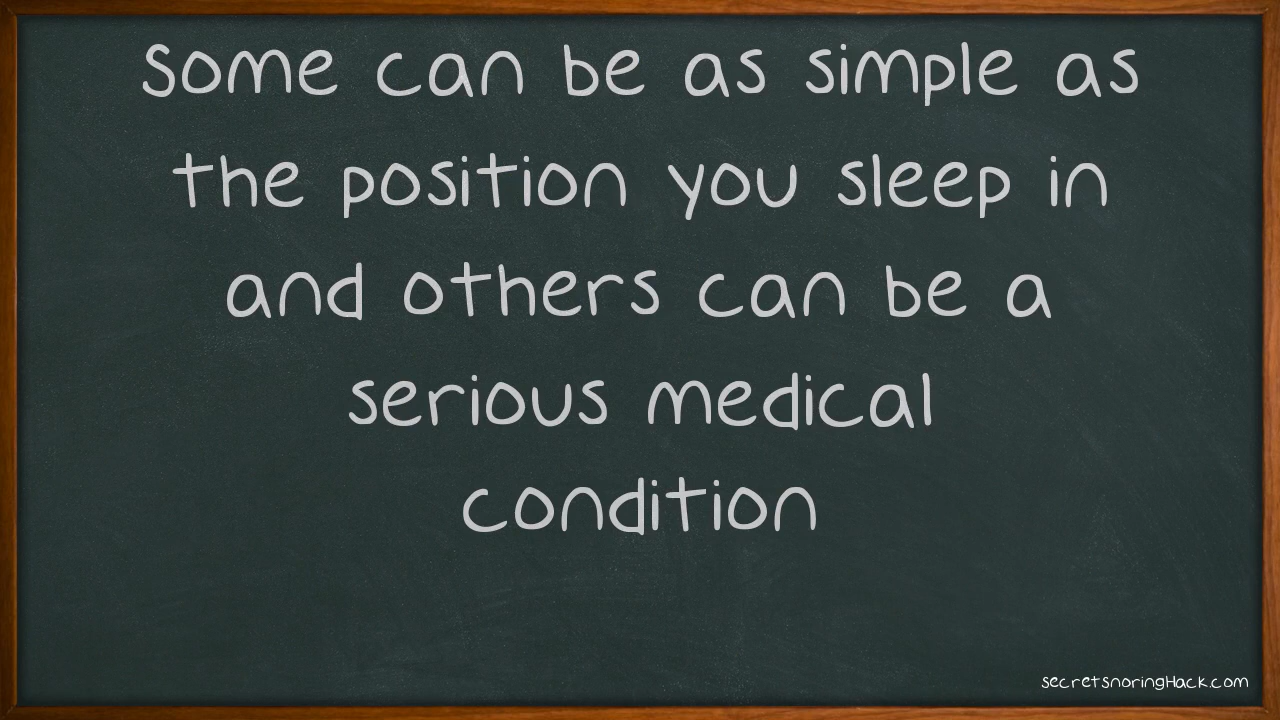 Some can be as simple as
the position you sleep in
and others can be a
serious medical
condition
secretsnoringHack.com